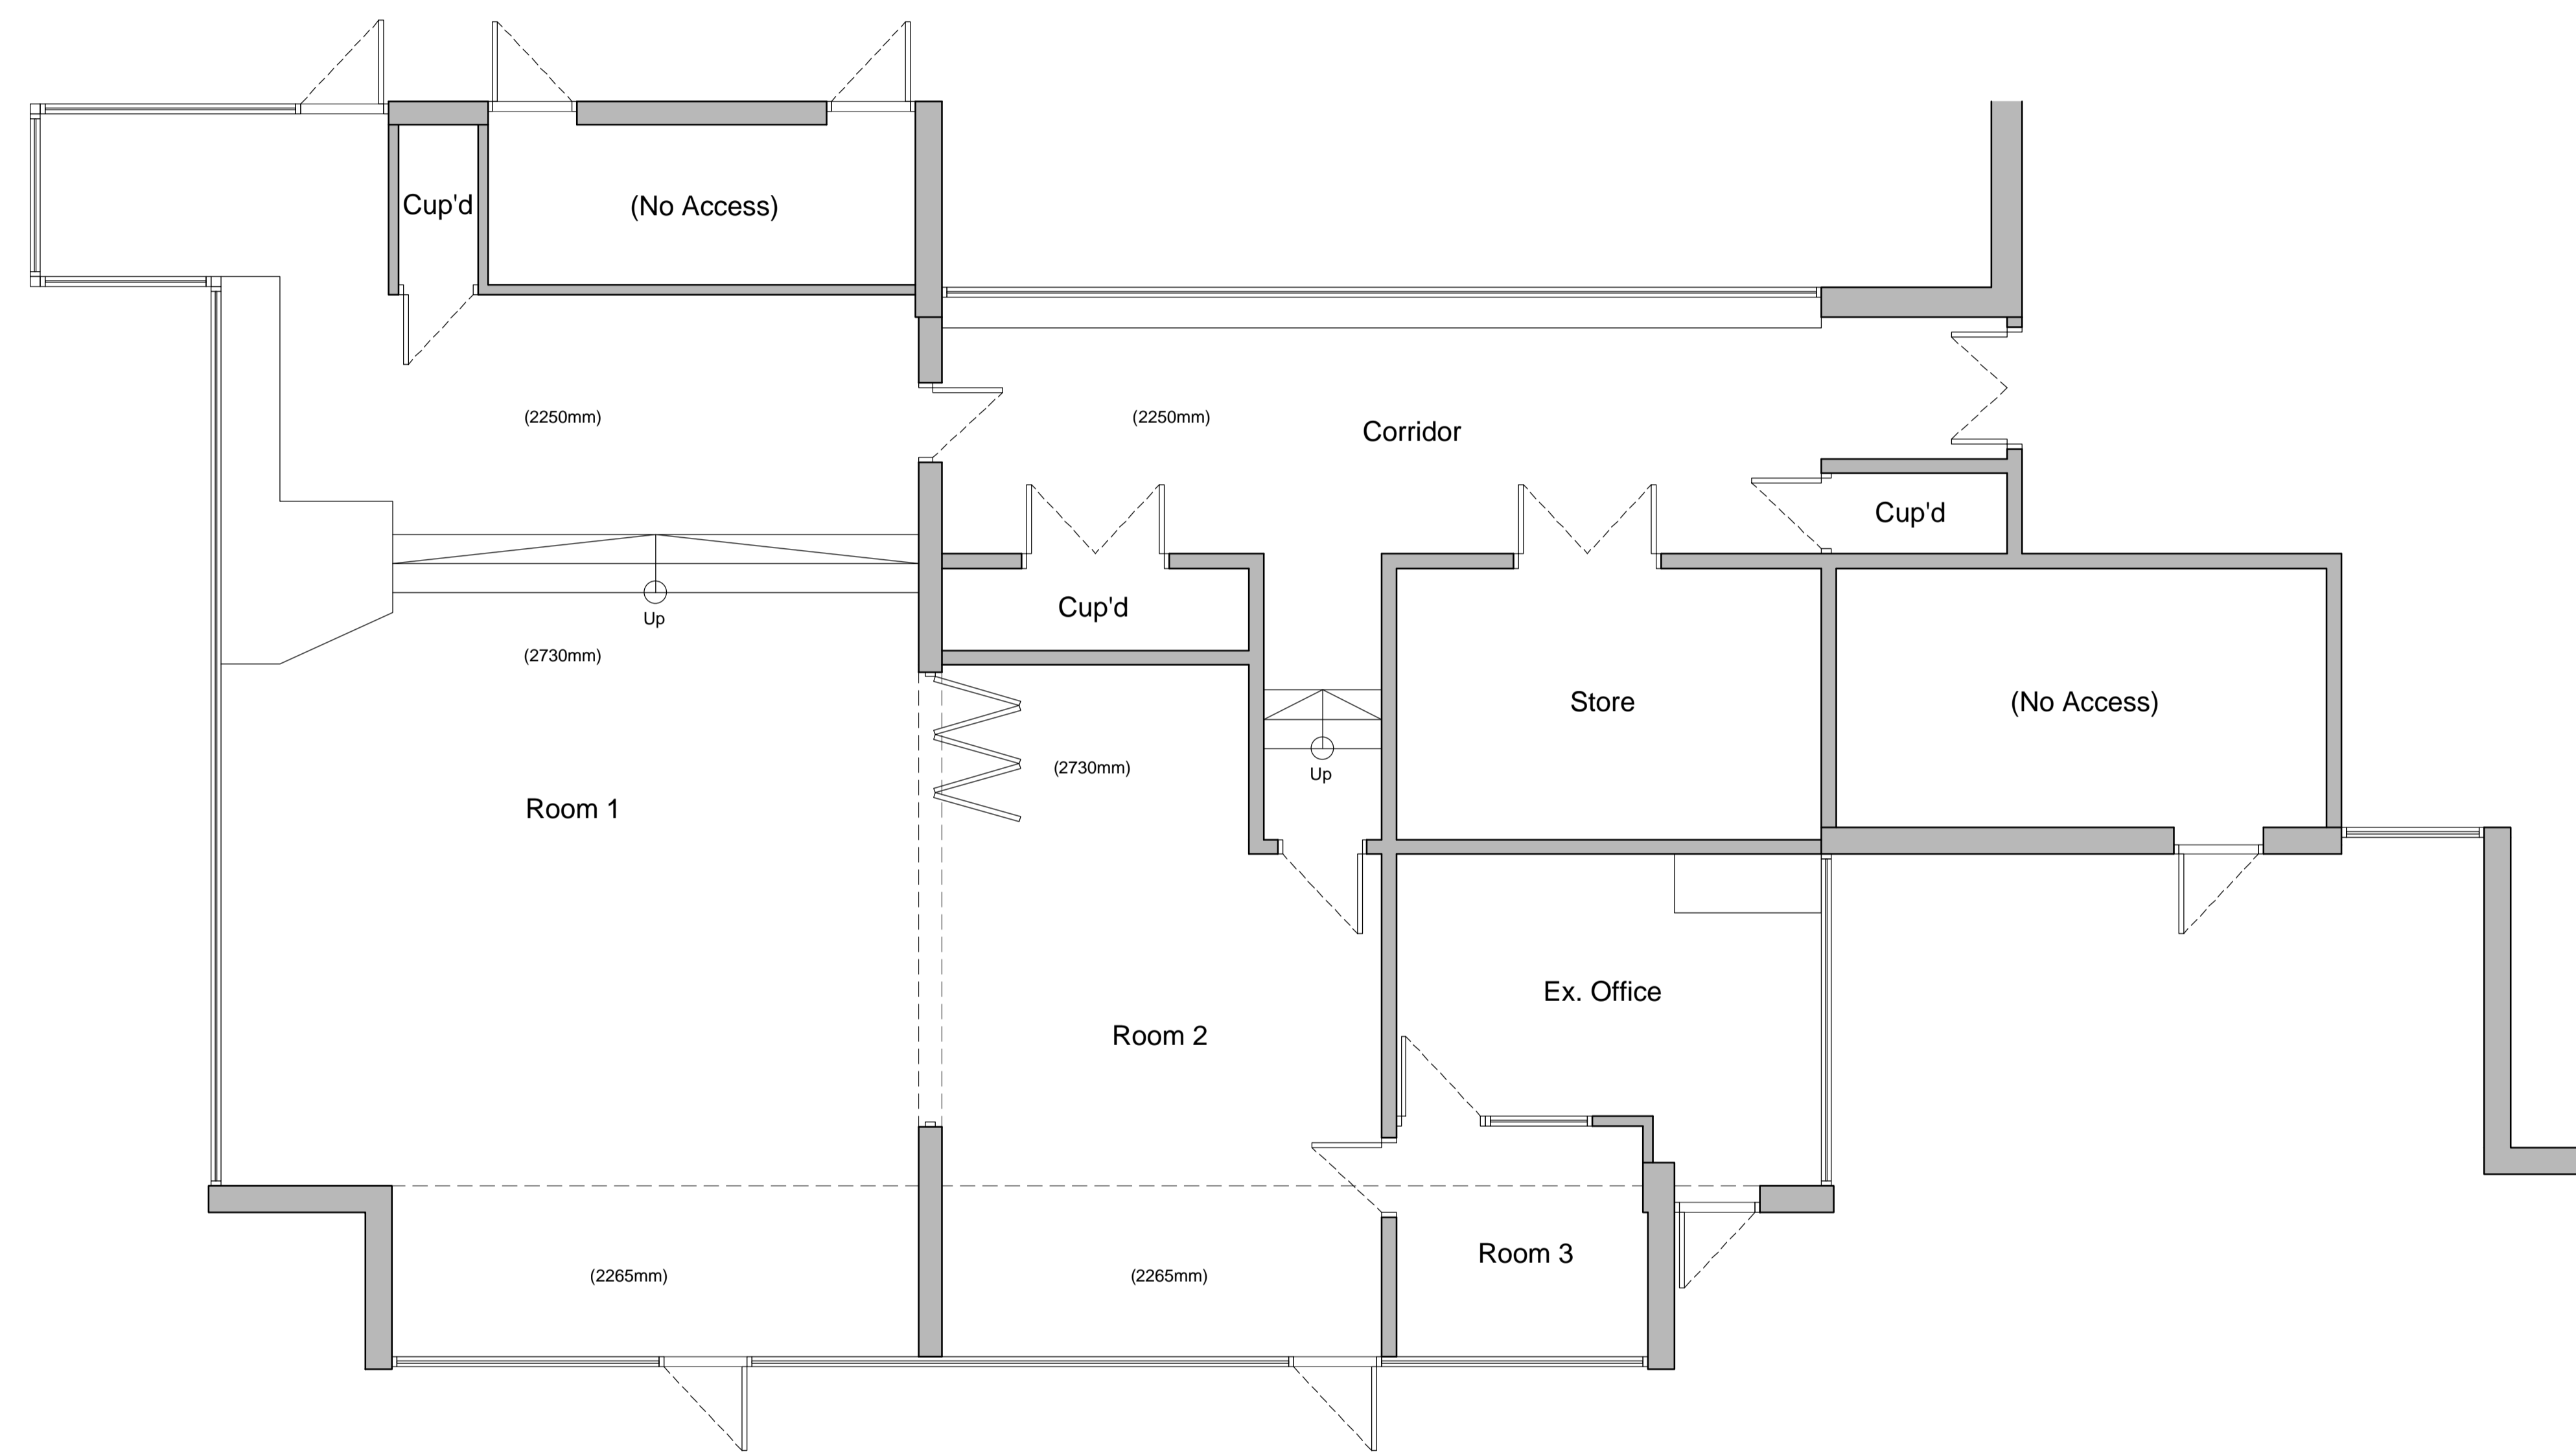 Cup'd
(No Access)
(2250mm)
(2250mm)
Corridor
Cup'd
Cup'd
Up
(2730mm)
Store
(No Access)
(2730mm)
Up
Room 1
Ex. Office
Room 2
Room 3
(2265mm)
(2265mm)